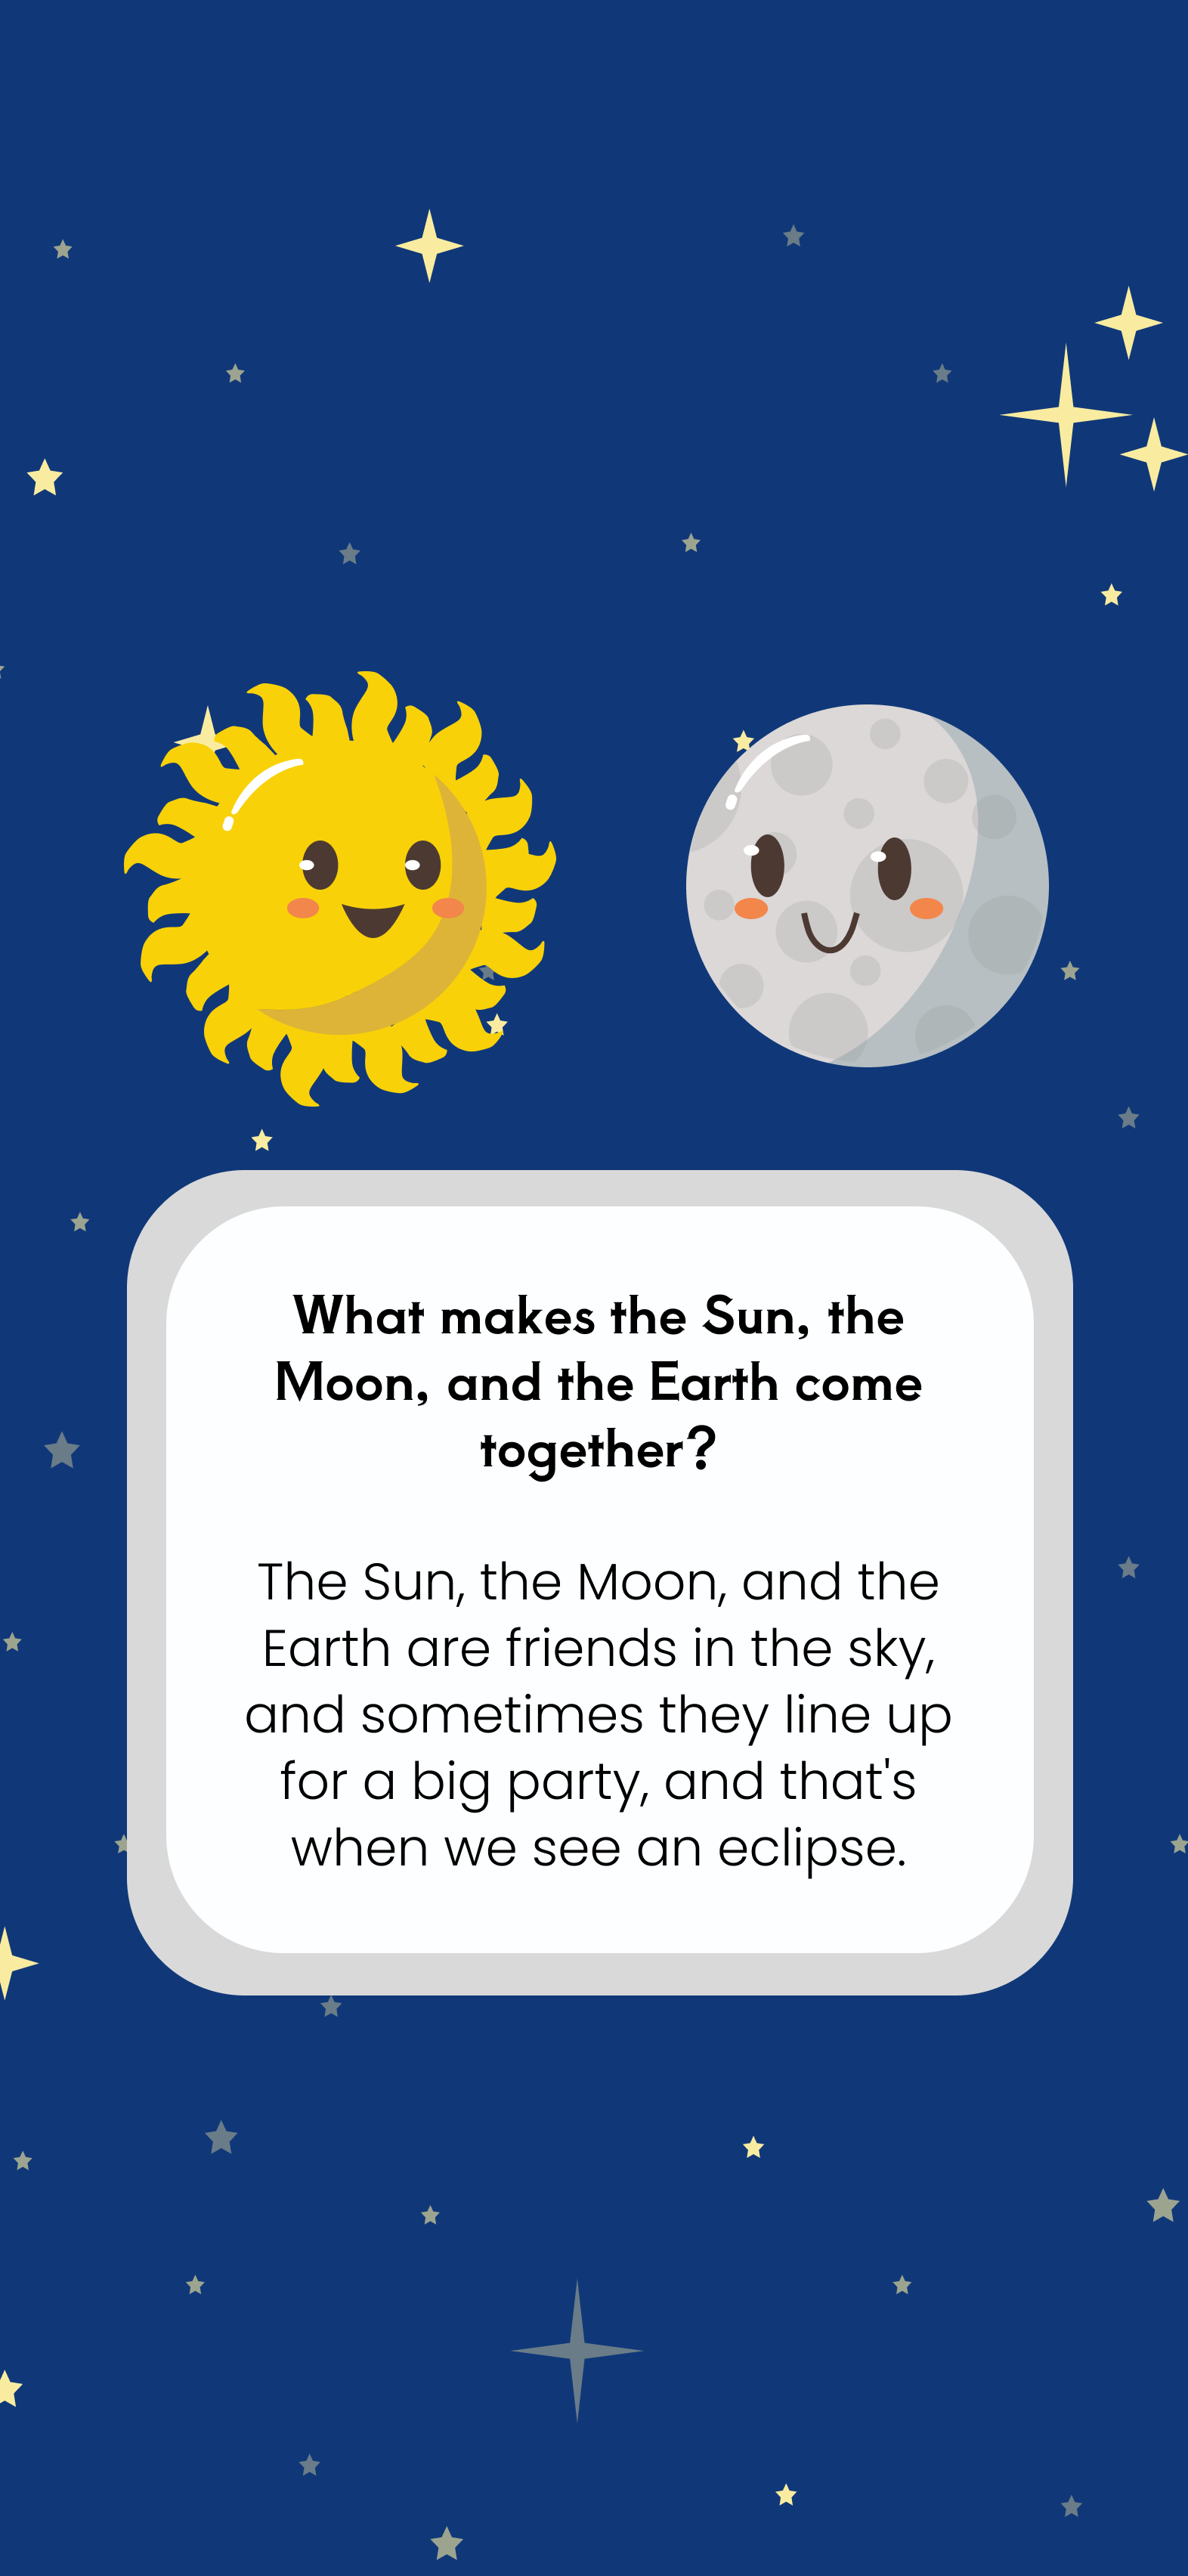 What makes the Sun, the
Moon, and the Earth come
together?
The Sun, the Moon, and the
Earth are friends in the sky,
and sometimes they line up
for a big party, and that's
when we see an eclipse.